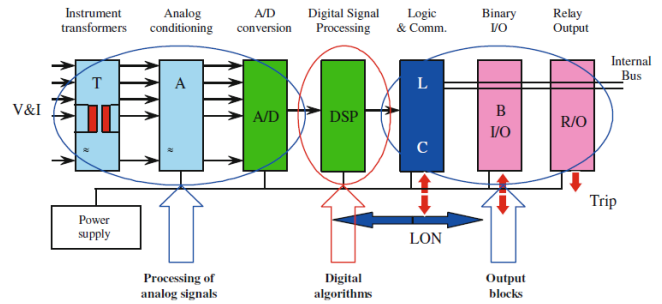 Instrument
transformers
Analog
conditioning
A/D
conversion
Digital Signal
Processing
Logic
& Comm.
Binary
I/O
Relay
Output
Internal
Bus
V&I
T
≈
A
≈
A/D
DSP
L
C
B
I/O
R/O
Trip
Power
supply
LON
Processing of
analog signals
Digital
algorithms
Output
blocks